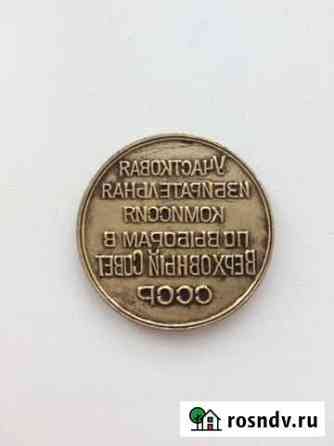 УЧАСТКОВАЯ
ИЗБИРАТЕЛЬНАЯ
КОМИССИЯ
ПО ВЫБОРАМ В
ВЕРХОВНЫЙ СОВЕТ
СССР
rosndv.ru